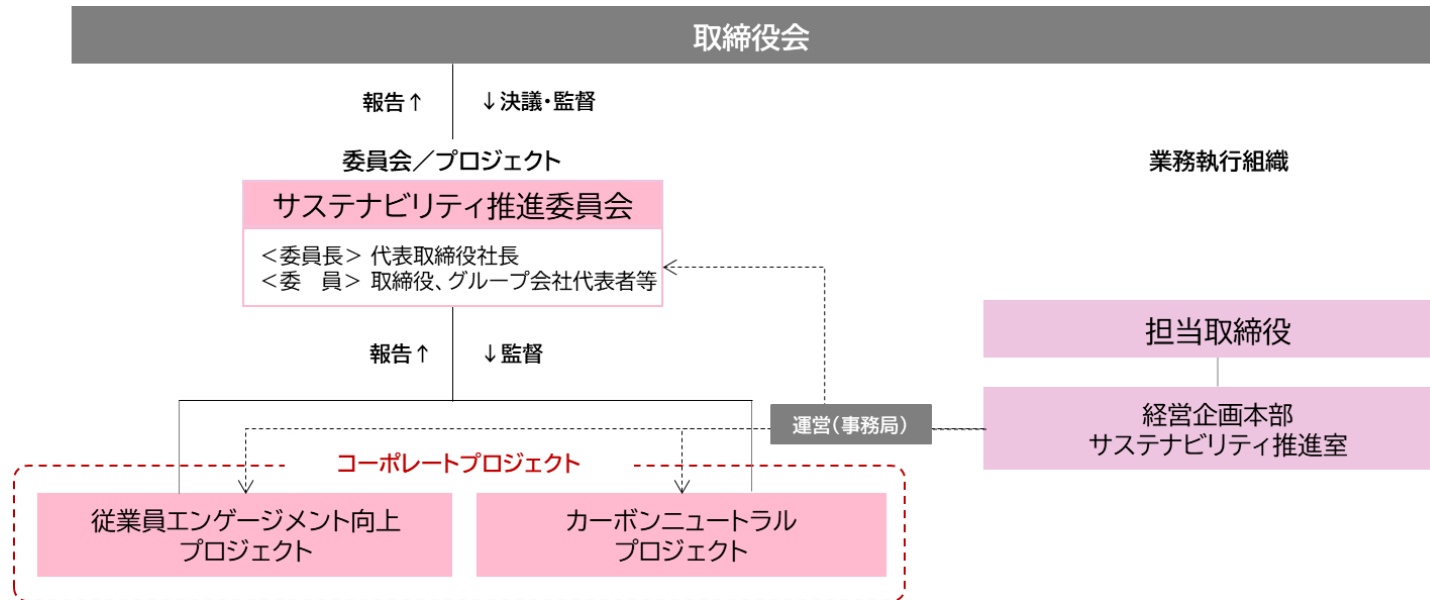 取締役会
報告↑
↓決議・監督
委員会／プロジェクト
業務執行組織
サステナビリティ推進委員会
＜委員長＞ 代表取締役社長
＜委　員＞ 取締役、グループ会社代表者等
担当取締役
報告↑
↓監督
経営企画本部
サステナビリティ推進室
運営（事務局）
コーポレートプロジェクト
従業員エンゲージメント向上
プロジェクト
カーボンニュートラル
プロジェクト